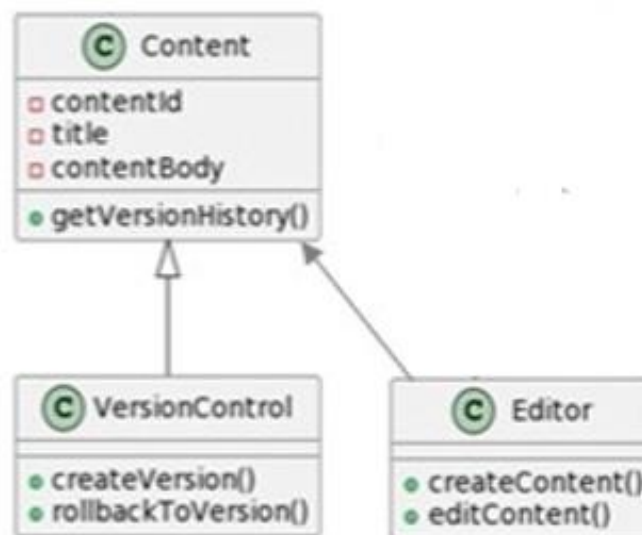 C Content
contentId
title
contentBody
getVersionHistory()
C VersionControl
createVersion()
rollbackToVersion()
C Editor
createContent()
editContent()